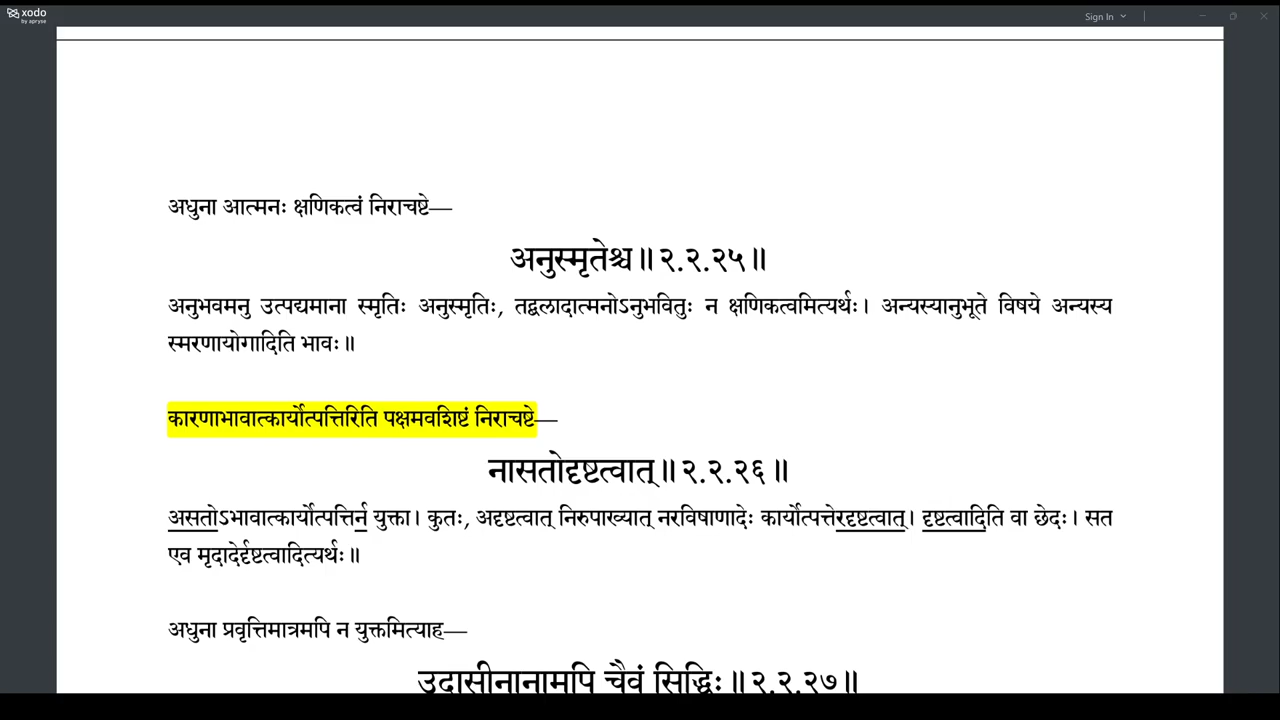 xodo
by apryse
Sign In
अधुना आत्मनः क्षणिकत्वं निराचष्टे—
अनुस्मृतेश्च॥२.२.२५॥
अनुभवमनु उत्पद्यमाना स्मृतिः अनुस्मृतिः, तद्बलादात्मनोऽनुभवितुः न क्षणिकत्वमित्यर्थः। अन्यस्यानुभूते विषये अन्यस्य
स्मरणायोगादिति भावः॥
कारणाभावात्कार्योत्पत्तिरिति पक्षमवशिष्टं निराचष्टे—
नासतोदृष्टत्वात्॥२.२.२६॥
असतोऽभावात्कार्योत्पत्तिर्न युक्ता। कुतः, अदृष्टत्वात् निरुपाख्यात् नरविषाणादेः कार्योत्पत्तेरदृष्टत्वात्। दृष्टत्वादिति वा छेदः। सत
एव मृदादेर्दृष्टत्वादित्यर्थः॥
अधुना प्रवृत्तिमात्रमपि न युक्तमित्याह—
उदासीनानामपि चैवं सिद्धिः॥२.२.२७॥